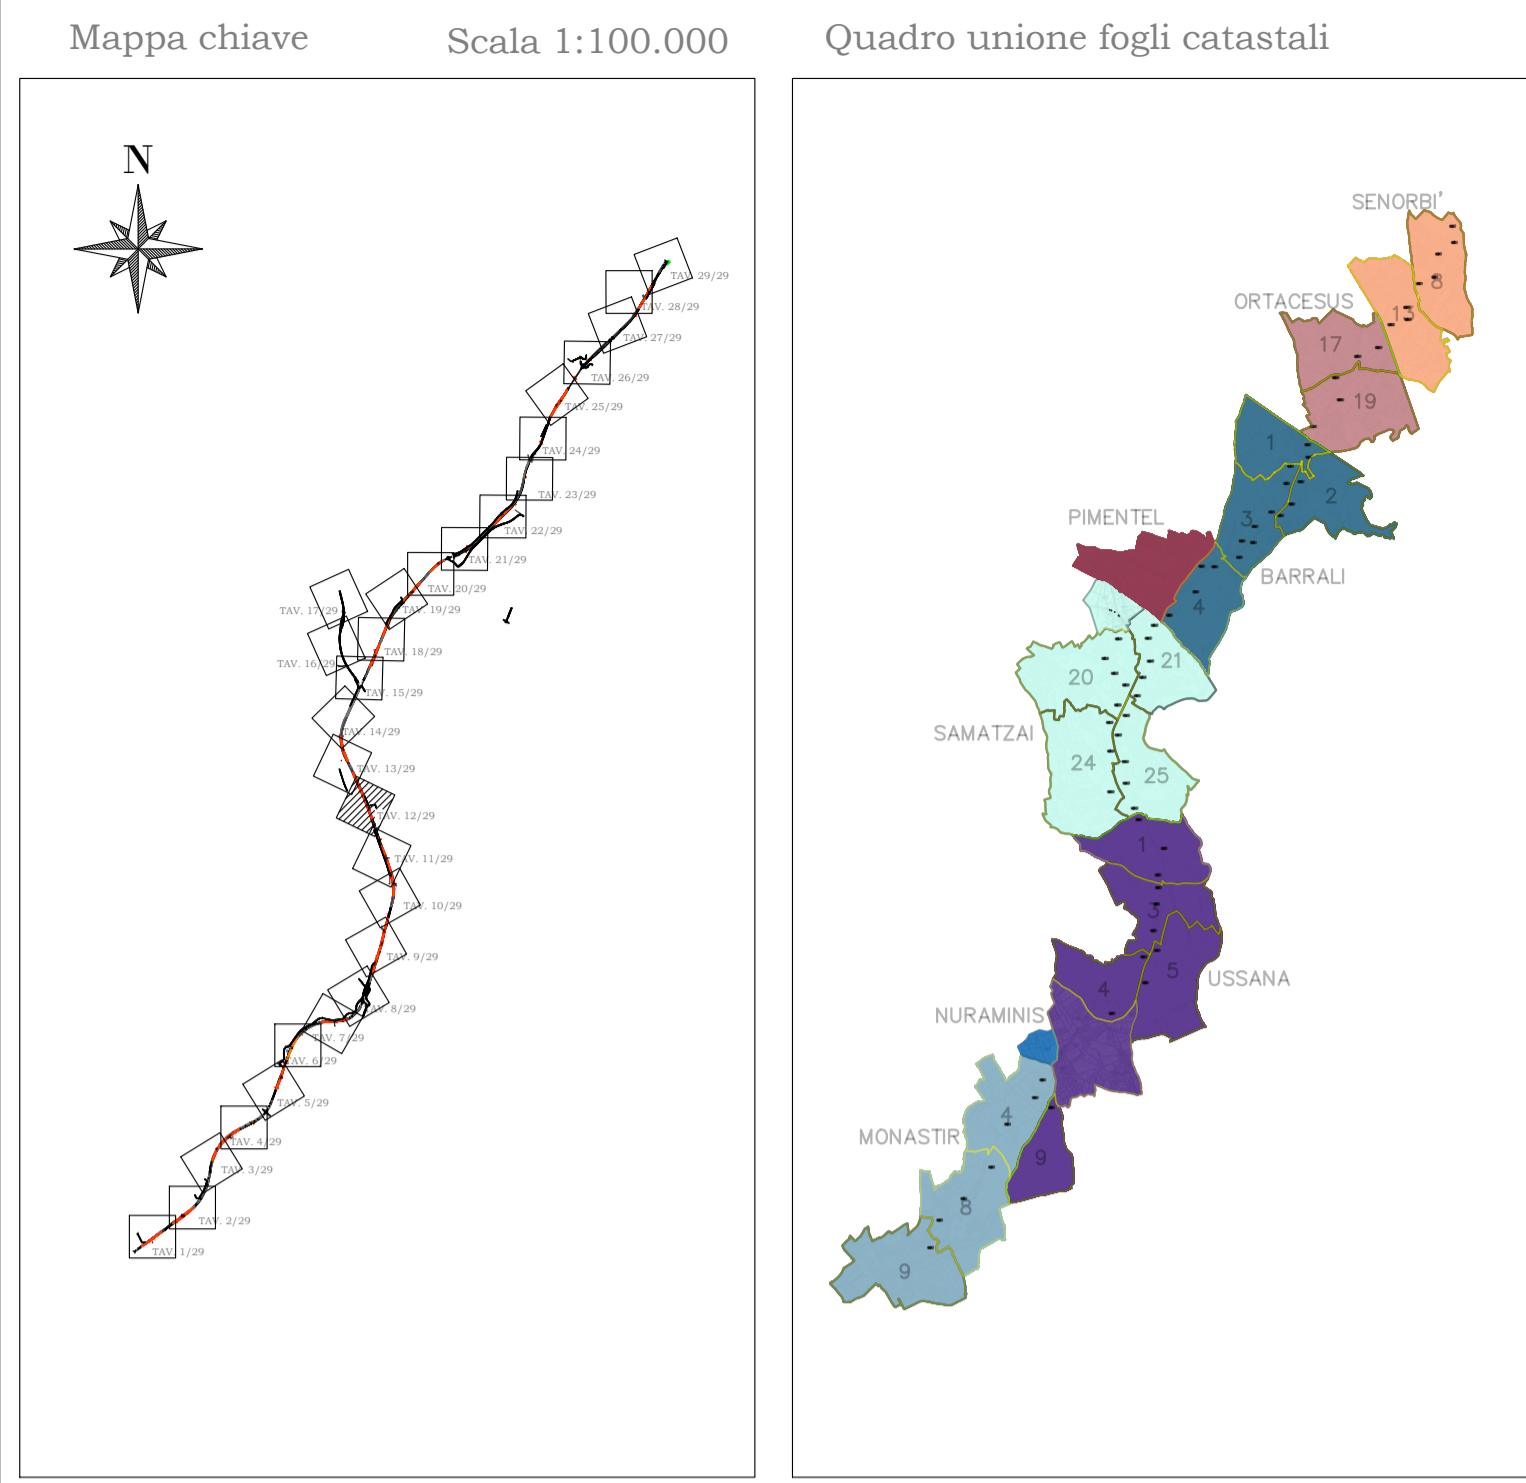 Mappa chiave
Scala 1:100.000
Quadro unione fogli catastali
N
TAV. 29/29
TAV. 28/29
TAV. 27/29
TAV. 26/29
TAV. 25/29
TAV. 24/29
TAV. 23/29
TAV. 22/29
TAV. 21/29
TAV. 20/29
TAV. 19/29
TAV. 17/29
TAV. 18/29
TAV. 16/29
TAV. 15/29
TAV. 14/29
TAV. 13/29
TAV. 12/29
TAV. 11/29
TAV. 10/29
TAV. 9/29
TAV. 8/29
TAV. 7/29
TAV. 6/29
TAV. 5/29
TAV. 4/29
TAV. 3/29
TAV. 2/29
TAV. 1/29
SENORBI'
8
ORTACESUS
13
17
19
1
2
3
PIMENTEL
BARRALI
4
21
20
SAMATZAI
24
25
1
3
5
USSANA
4
NURAMINIS
4
MONASTIR
9
8
9